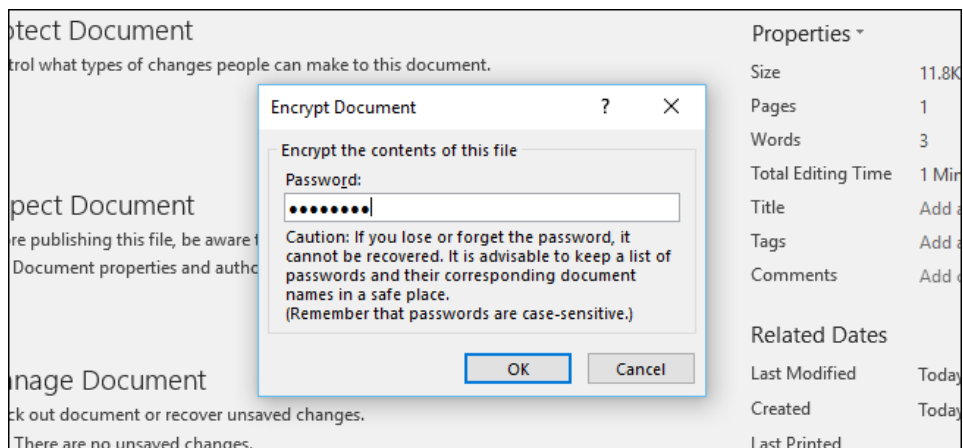 otect Document
trol what types of changes people can make to this document.
Encrypt Document ? ×
Encrypt the contents of this file
Password:
••••••••
Caution: If you lose or forget the password, it
cannot be recovered. It is advisable to keep a list of
passwords and their corresponding document
names in a safe place.
(Remember that passwords are case-sensitive.)
OK Cancel
pect Document
re publishing this file, be aware t
Document properties and autho
anage Document
ck out document or recover unsaved changes.
There are no unsaved changes.
Properties
Size 11.8K
Pages 1
Words 3
Total Editing Time 1 Min
Title Add a
Tags Add a
Comments Add c
Related Dates
Last Modified Today
Created Today
Last Printed